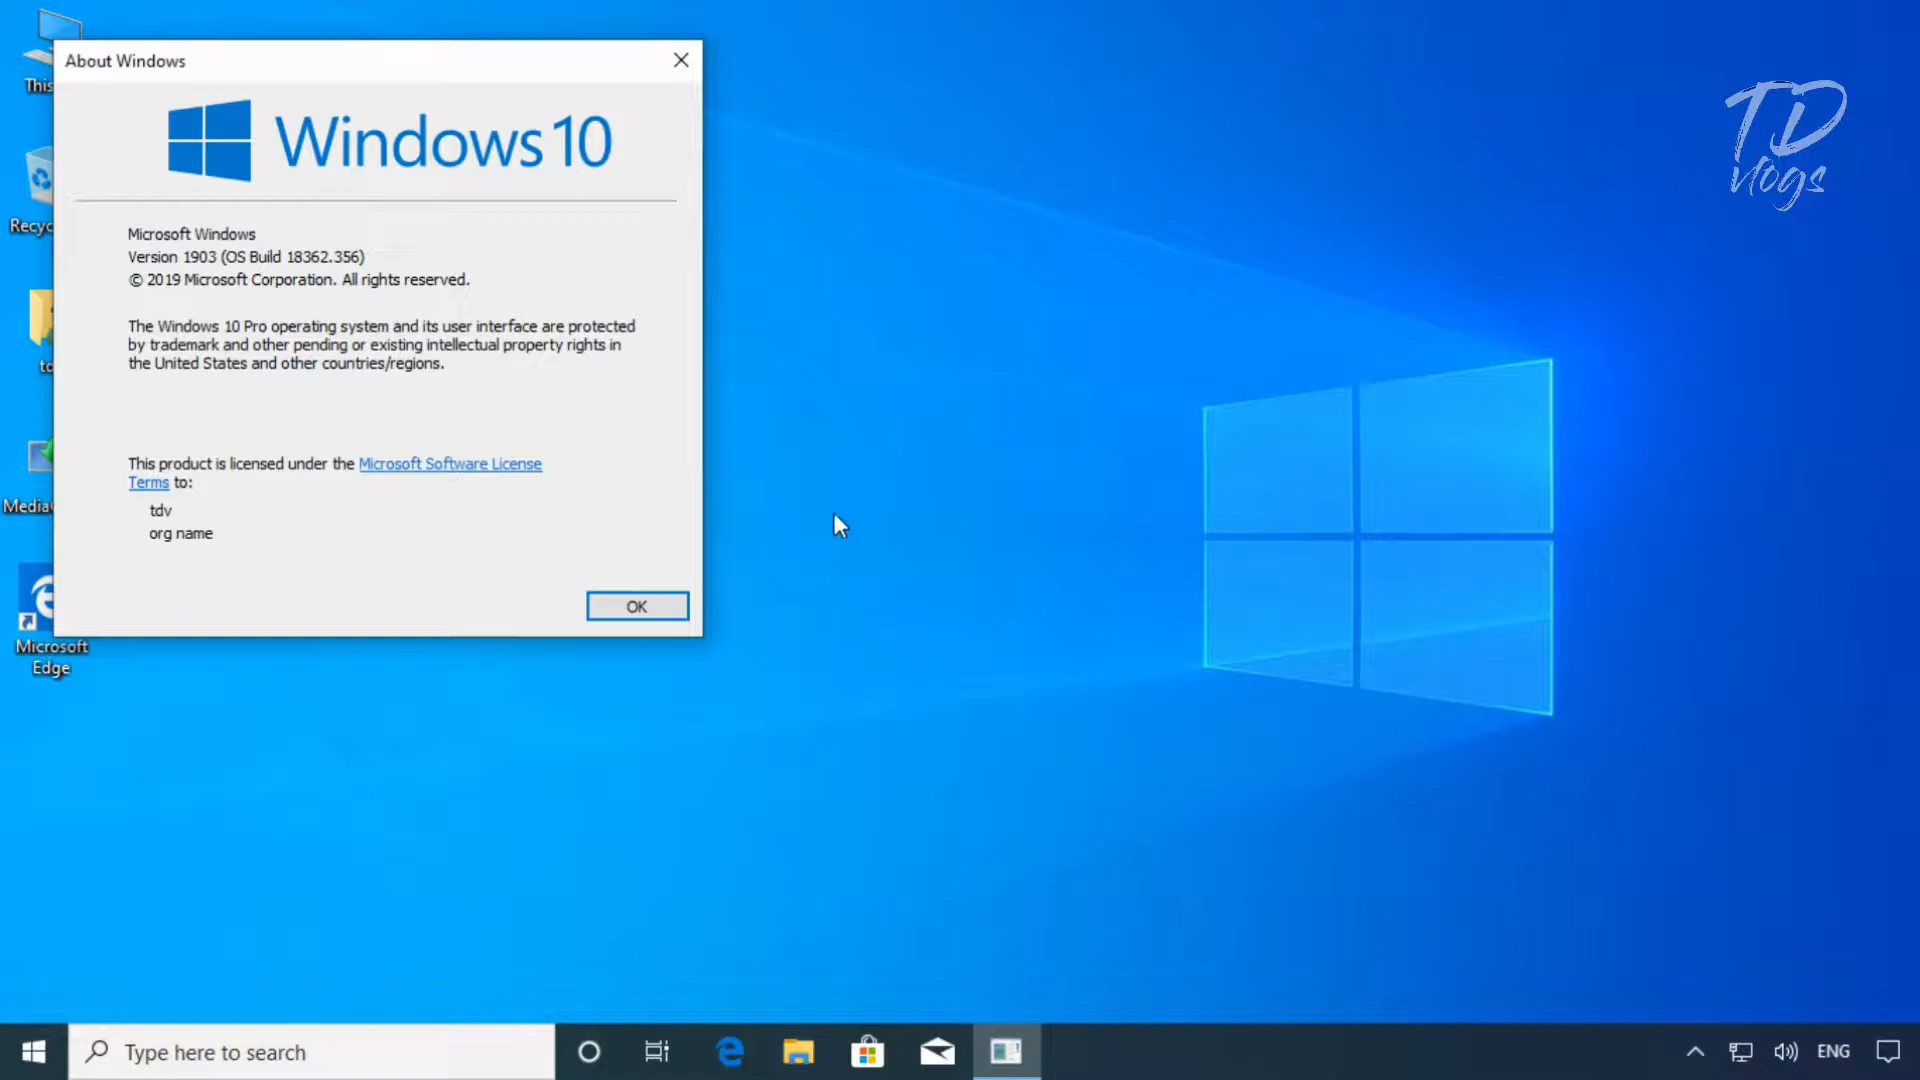 About Windows
Windows 10
Microsoft Windows
Version 1903 (OS Build 18362.356)
© 2019 Microsoft Corporation. All rights reserved.
The Windows 10 Pro operating system and its user interface are protected
by trademark and other pending or existing intellectual property rights in
the United States and other countries/regions.
This product is licensed under the Microsoft Software License
Terms to:
tdv
org name
OK
This
Recyc
Media
Microsoft
Edge
TD
vlogs
Type here to search
ENG